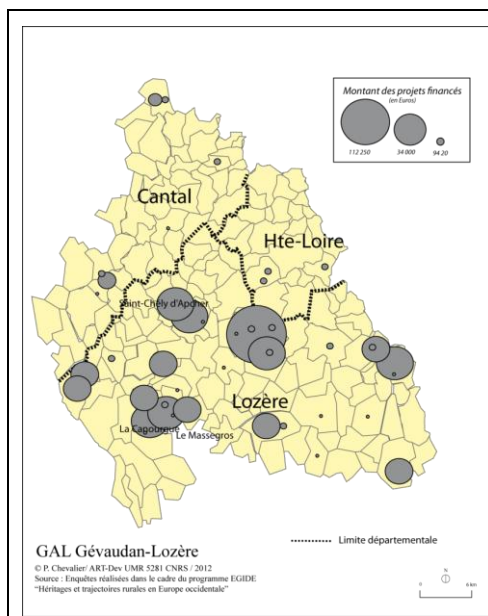 Montant des projets financés
(en Euros)
112 250
34 000
94 20
Cantal
Hte-Loire
Saint-Chély d'Apcher
Lozère
La Canourgue
Le Massegros
Limite départementale
GAL Gévaudan-Lozère
© P. Chevalier/ ART-Dev UMR 5281 CNRS / 2012
Source : Enquêtes réalisées dans le cadre du programme EGIDE
"Héritages et trajectoires rurales en Europe occidentale"
N
0
6 km